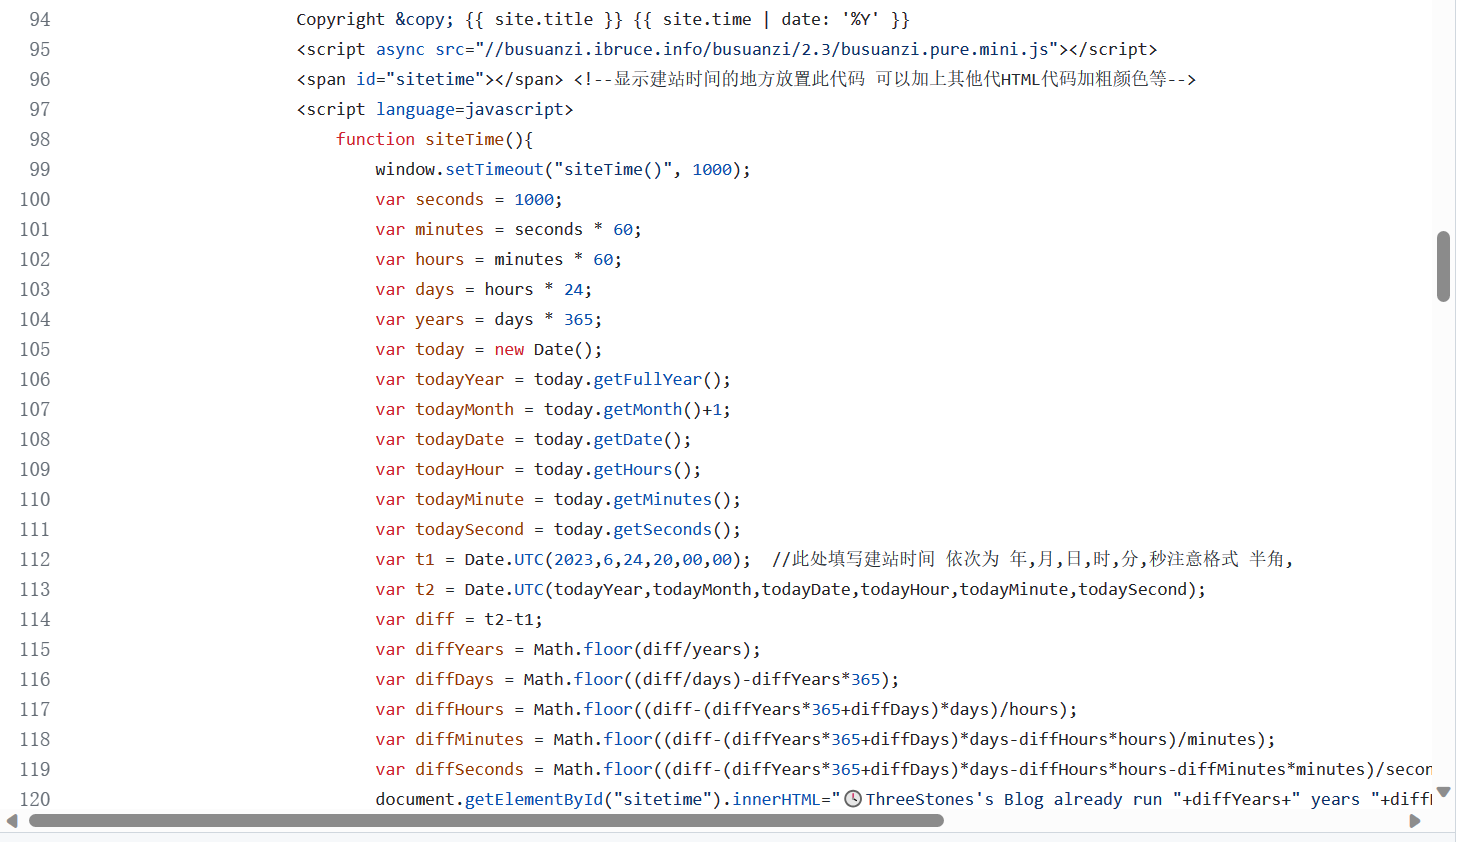 94 Copyright &copy; {{ site.title }} {{ site.time | date: '%Y' }}
95 <script async src="//busuanzi.ibruce.info/busuanzi/2.3/busuanzi.pure.mini.js"></script>
96 <span id="sitetime"></span> <!--显示建站时间的地方放置此代码 可以加上其他代HTML代码加粗颜色等-->
97 <script language=javascript>
98 function siteTime(){
99 window.setTimeout("siteTime()", 1000);
100 var seconds = 1000;
101 var minutes = seconds * 60;
102 var hours = minutes * 60;
103 var days = hours * 24;
104 var years = days * 365;
105 var today = new Date();
106 var todayYear = today.getFullYear();
107 var todayMonth = today.getMonth()+1;
108 var todayDate = today.getDate();
109 var todayHour = today.getHours();
110 var todayMinute = today.getMinutes();
111 var todaySecond = today.getSeconds();
112 var t1 = Date.UTC(2023,6,24,20,00,00); //此处填写建站时间 依次为 年,月,日,时,分,秒注意格式 半角,
113 var t2 = Date.UTC(todayYear,todayMonth,todayDate,todayHour,todayMinute,todaySecond);
114 var diff = t2-t1;
115 var diffYears = Math.floor(diff/years);
116 var diffDays = Math.floor((diff/days)-diffYears*365);
117 var diffHours = Math.floor((diff-(diffYears*365+diffDays)*days)/hours);
118 var diffMinutes = Math.floor((diff-(diffYears*365+diffDays)*days-diffHours*hours)/minutes);
119 var diffSeconds = Math.floor((diff-(diffYears*365+diffDays)*days-diffHours*hours-diffMinutes*minutes)/secon
120 document.getElementById("sitetime").innerHTML="🕒ThreeStones's Blog already run "+diffYears+" years "+diff